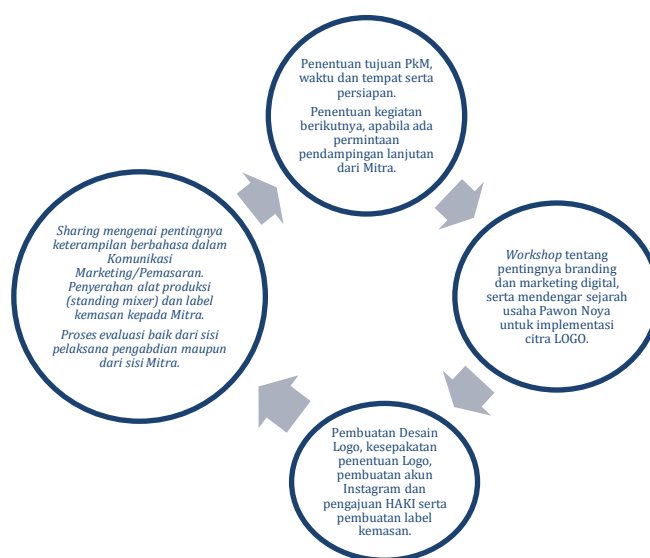 Penentuan tujuan PkM,
waktu dan tempat serta
persiapan.
Penentuan kegiatan
berikutnya, apabila ada
permintaan
pendampingan lanjutan
dari Mitra.
Workshop tentang
pentingnya branding
dan marketing digital,
serta mendengar sejarah
usaha Pawon Noya
untuk implementasi
citra LOGO.
Pembuatan Desain
Logo, kesepakatan
penentuan Logo,
pembuatan akun
Instagram dan
pengajuan HAKI serta
pembuatan label
kemasan.
Sharing mengenai pentingnya
keterampilan berbahasa dalam
Komunikasi
Marketing/Pemasaran.
Penyerahan alat produksi
(standing mixer) dan label
kemasan kepada Mitra.
Proses evaluasi baik dari sisi
pelaksana pengabdian maupun
dari sisi Mitra.